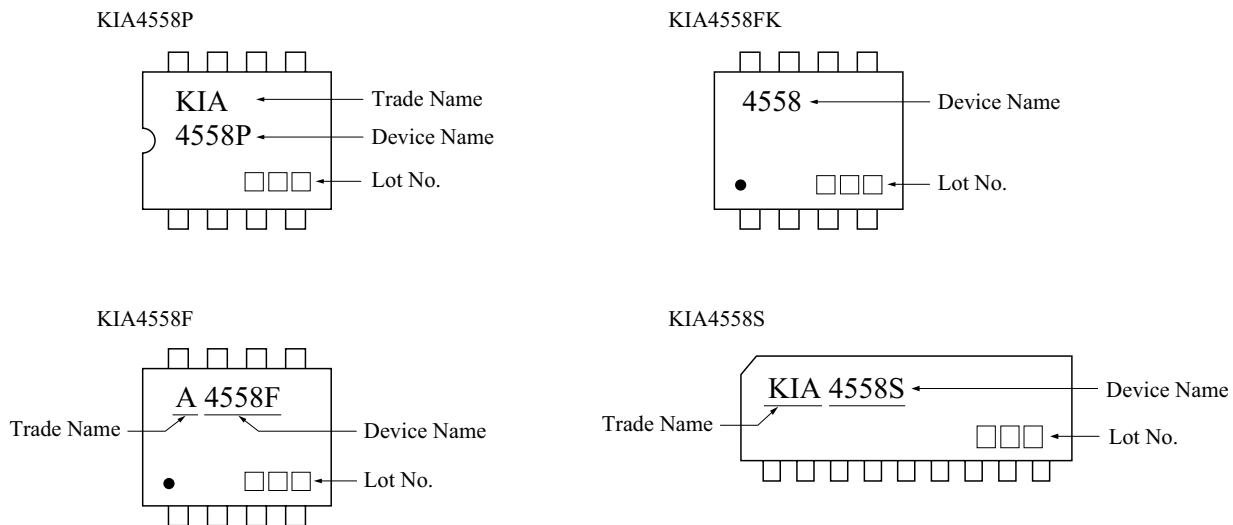 KIA4558P
KIA
4558P
Trade Name
Device Name
Lot No.
KIA4558FK
4558
Device Name
Lot No.
KIA4558F
A 4558F
Trade Name
Device Name
Lot No.
KIA4558S
KIA 4558S
Trade Name
Device Name
Lot No.